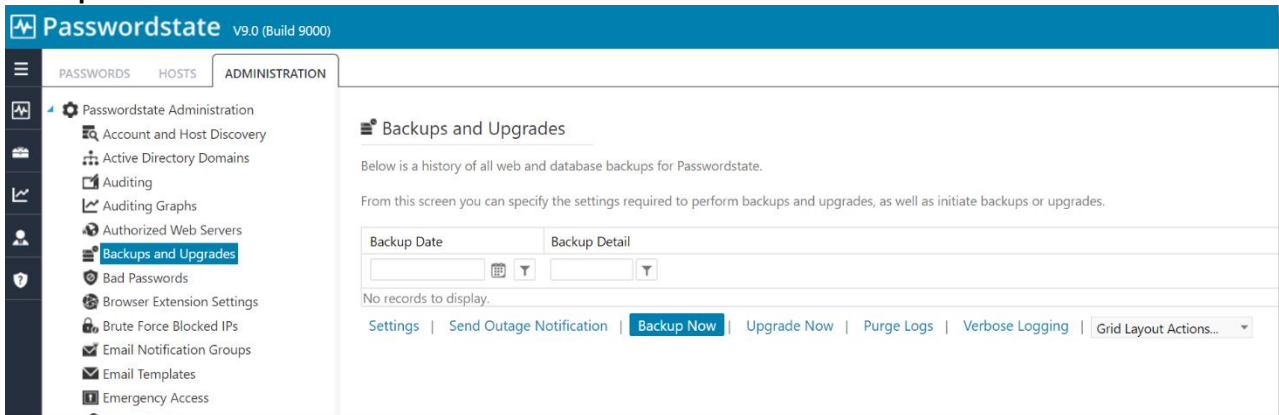 Passwordstate V9.0 (Build 9000)
PASSWORDS HOSTS ADMINISTRATION
Passwordstate Administration
Account and Host Discovery
Active Directory Domains
Auditing
Auditing Graphs
Authorized Web Servers
Backups and Upgrades
Bad Passwords
Browser Extension Settings
Brute Force Blocked IPs
Email Notification Groups
Email Templates
Emergency Access
Backups and Upgrades
Below is a history of all web and database backups for Passwordstate.
From this screen you can specify the settings required to perform backups and upgrades, as well as initiate backups or upgrades.
Backup Date Backup Detail
No records to display.
Settings | Send Outage Notification | Backup Now | Upgrade Now | Purge Logs | Verbose Logging | Grid Layout Actions...